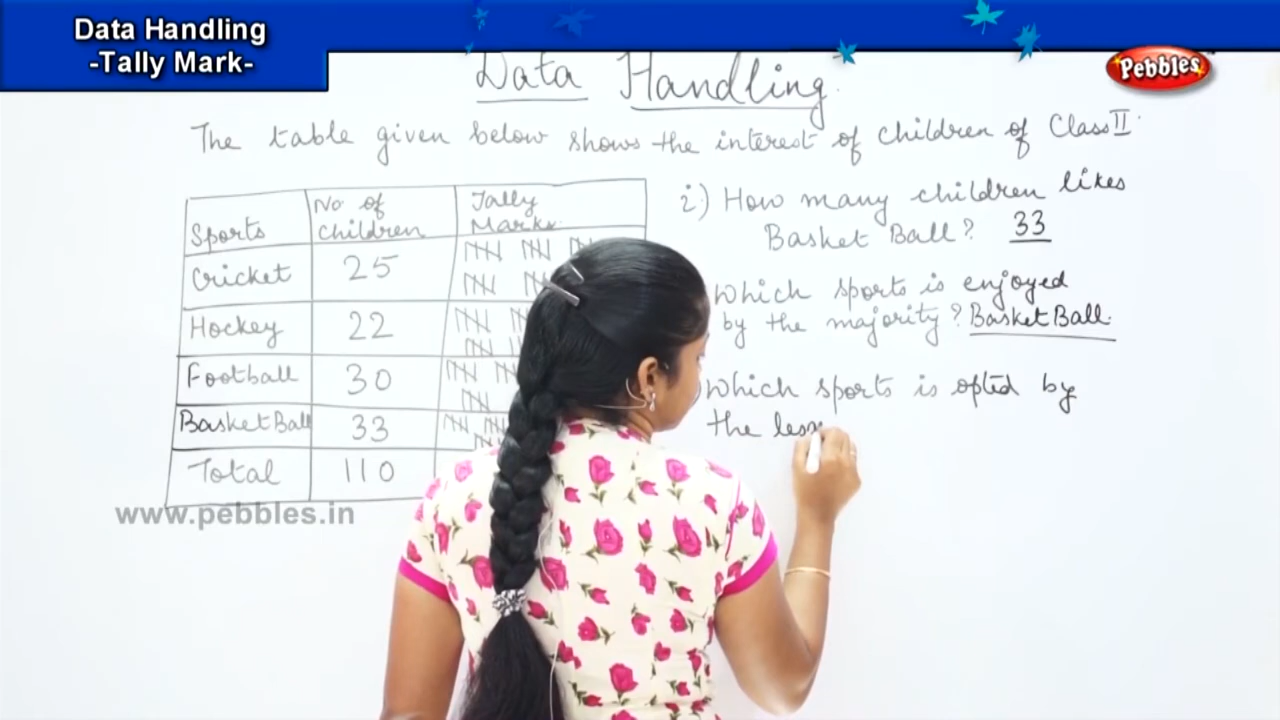 Data Handling
-Tally Mark-
Pebbles
Data Handling
The table given below shows the interest of children of Class II
Sports No of Children Tally Marks
Cricket 25
Hockey 22
Football 30
Basket Ball 33
Total 110
i) How many children likes
Basket Ball? 33
Which sports is enjoyed
by the majority? Basket Ball.
Which sports is opted by
the less
www.pebbles.in